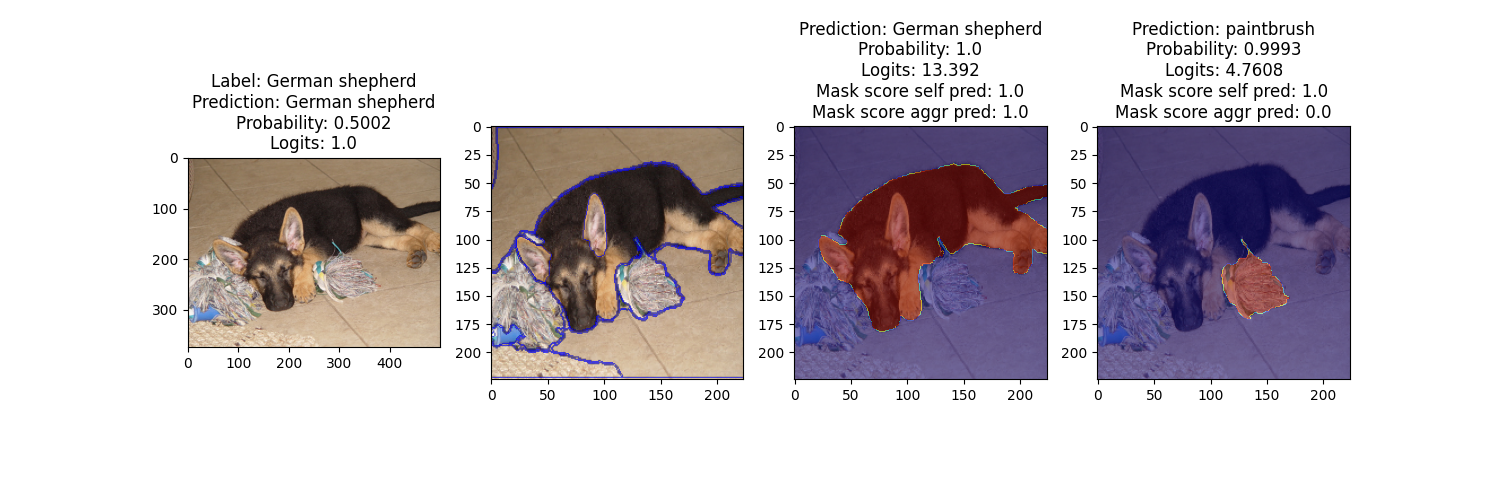 Label: German shepherd
Prediction: German shepherd
Probability: 0.5002
Logits: 1.0
0
100
200
300
0 100 200 300 400
0
25
50
75
100
125
150
175
200
0 50 100 150 200
Prediction: German shepherd
Probability: 1.0
Logits: 13.392
Mask score self pred: 1.0
Mask score aggr pred: 1.0
0
25
50
75
100
125
150
175
200
0 50 100 150 200
Prediction: paintbrush
Probability: 0.9993
Logits: 4.7608
Mask score self pred: 1.0
Mask score aggr pred: 0.0
0
25
50
75
100
125
150
175
200
0 50 100 150 200